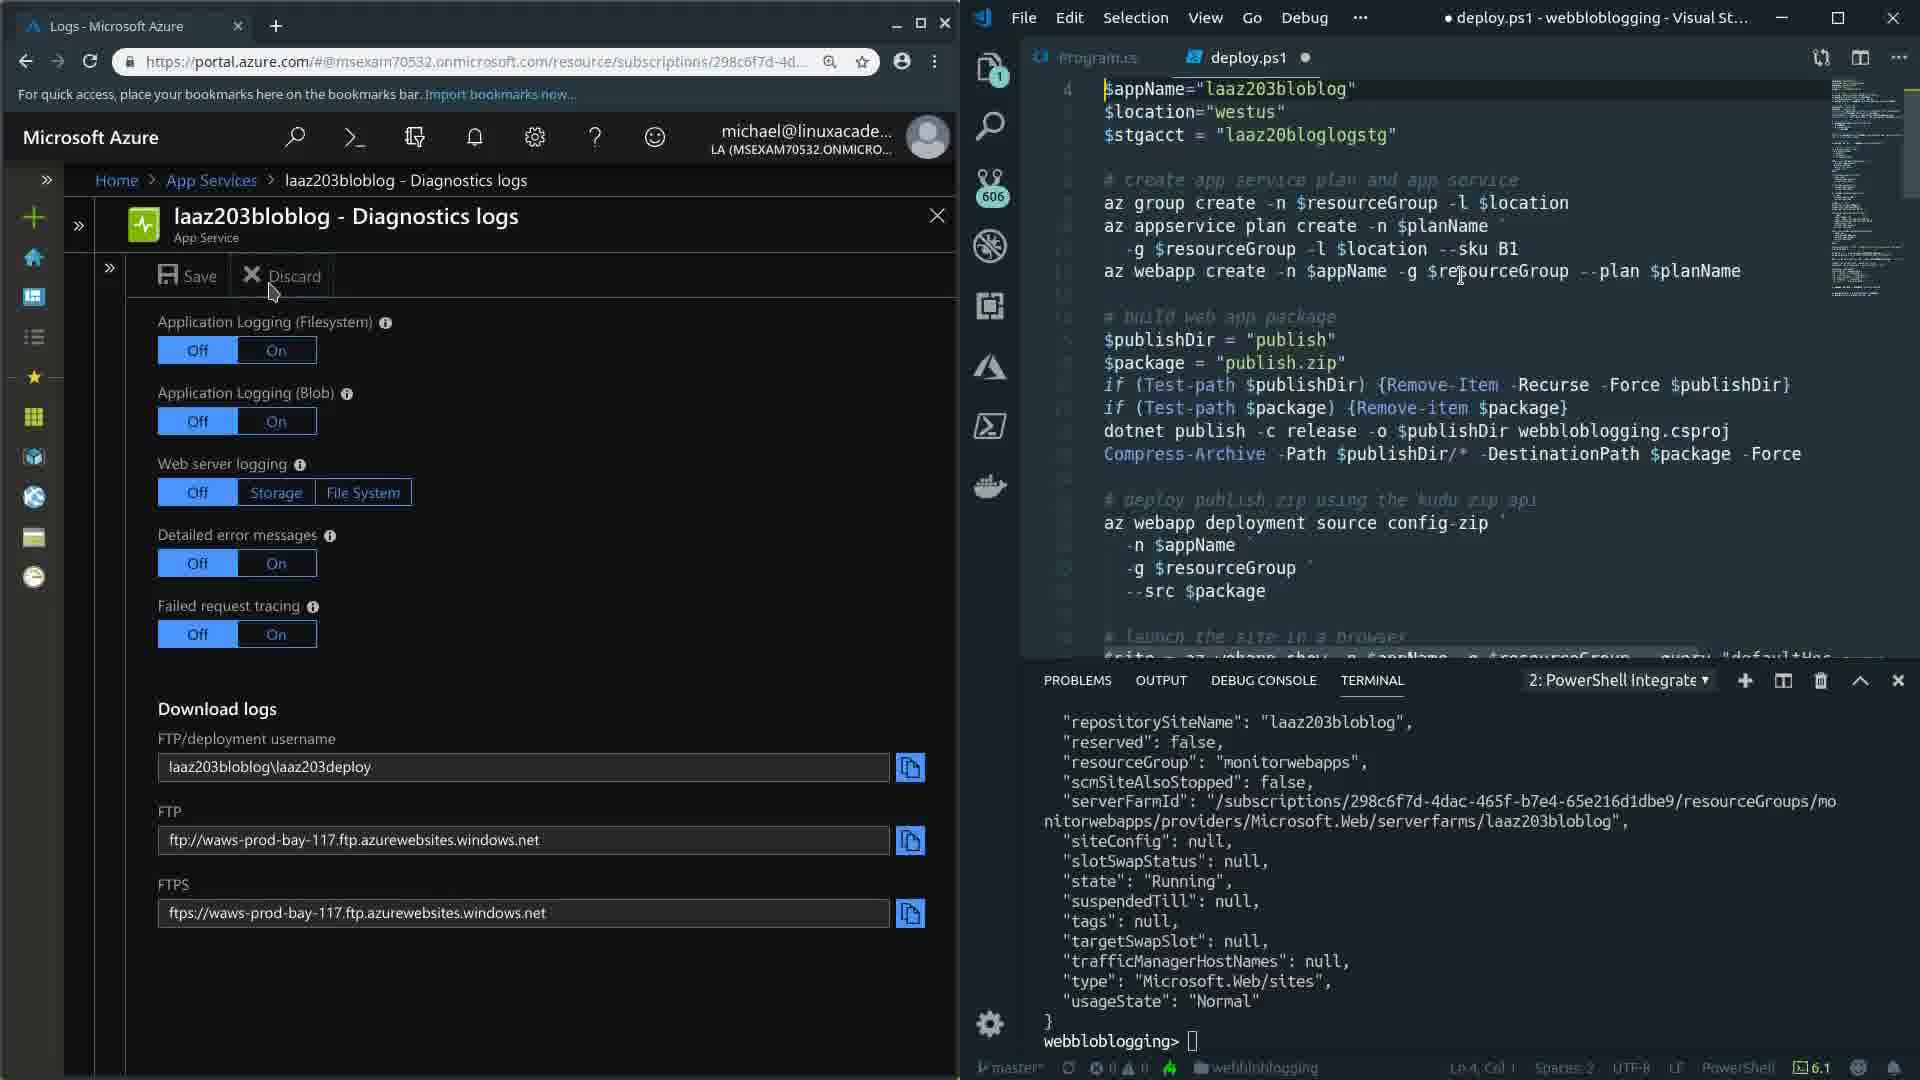 Logs - Microsoft Azure
https://portal.azure.com/#@msexam70532.onmicrosoft.com/resource/subscriptions/298c6f7d-4d...
For quick access, place your bookmarks here on the bookmarks bar. Import bookmarks now...
Microsoft Azure
michael@linuxacade...
LA (MSEXAM70532.ONMICRO...
Home > App Services > laaz203bloblog - Diagnostics logs
laaz203bloblog - Diagnostics logs
App Service
Save Discard
Application Logging (Filesystem)
Off On
Application Logging (Blob)
Off On
Web server logging
Off Storage File System
Detailed error messages
Off On
Failed request tracing
Off On
Download logs
FTP/deployment username
laaz203bloblog\laaz203deploy
FTP
ftp://waws-prod-bay-117.ftp.azurewebsites.windows.net
FTPS
ftps://waws-prod-bay-117.ftp.azurewebsites.windows.net
File Edit Selection View Go Debug ... ● deploy.ps1 - webbloblogging - Visual St...
Program.cs deploy.ps1
1
606
4 $appName="laaz203bloblog"
$location="westus"
$stgacct = "laaz20bloglogstg"
# create app service plan and app service
az group create -n $resourceGroup -l $location
az appservice plan create -n $planName `
-g $resourceGroup -l $location --sku B1
az webapp create -n $appName -g $resourceGroup --plan $planName
# build web app package
$publishDir = "publish"
$package = "publish.zip"
if (Test-path $publishDir) {Remove-Item -Recurse -Force $publishDir}
if (Test-path $package) {Remove-item $package}
dotnet publish -c release -o $publishDir webbloblogging.csproj
Compress-Archive -Path $publishDir/* -DestinationPath $package -Force
# deploy publish.zip using the kudu zip api
az webapp deployment source config-zip `
-n $appName `
-g $resourceGroup `
--src $package
# launch the site in a browser
$site = az webapp show -n $appName -g $resourceGroup --query "defaultHos
PROBLEMS OUTPUT DEBUG CONSOLE TERMINAL 2: PowerShell Integrate
"repositorySiteName": "laaz203bloblog",
"reserved": false,
"resourceGroup": "monitorwebapps",
"scmSiteAlsoStopped": false,
"serverFarmId": "/subscriptions/298c6f7d-4dac-465f-b7e4-65e216d1dbe9/resourceGroups/mo
nitorwebapps/providers/Microsoft.Web/serverfarms/laaz203bloblog",
"siteConfig": null,
"slotSwapStatus": null,
"state": "Running",
"suspendedTill": null,
"tags": null,
"targetSwapSlot": null,
"trafficManagerHostNames": null,
"type": "Microsoft.Web/sites",
"usageState": "Normal"
}
webbloblogging>
master* 0 0 webbloblogging Ln 4, Col 1 Spaces: 2 UTF-8 LF PowerShell 6.1